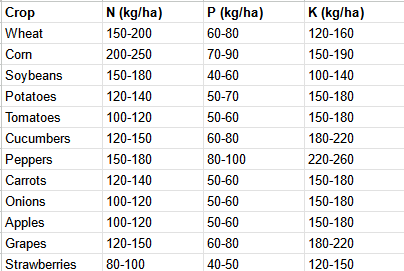 Crop N (kg/ha) P (kg/ha) K (kg/ha)
Wheat 150-200 60-80 120-160
Corn 200-250 70-90 150-190
Soybeans 150-180 40-60 100-140
Potatoes 120-140 50-70 150-180
Tomatoes 100-120 50-60 150-180
Cucumbers 120-150 60-80 180-220
Peppers 150-180 80-100 220-260
Carrots 120-140 50-60 150-180
Onions 100-120 50-60 150-180
Apples 100-120 50-60 150-180
Grapes 120-150 60-80 180-220
Strawberries 80-100 40-50 120-150